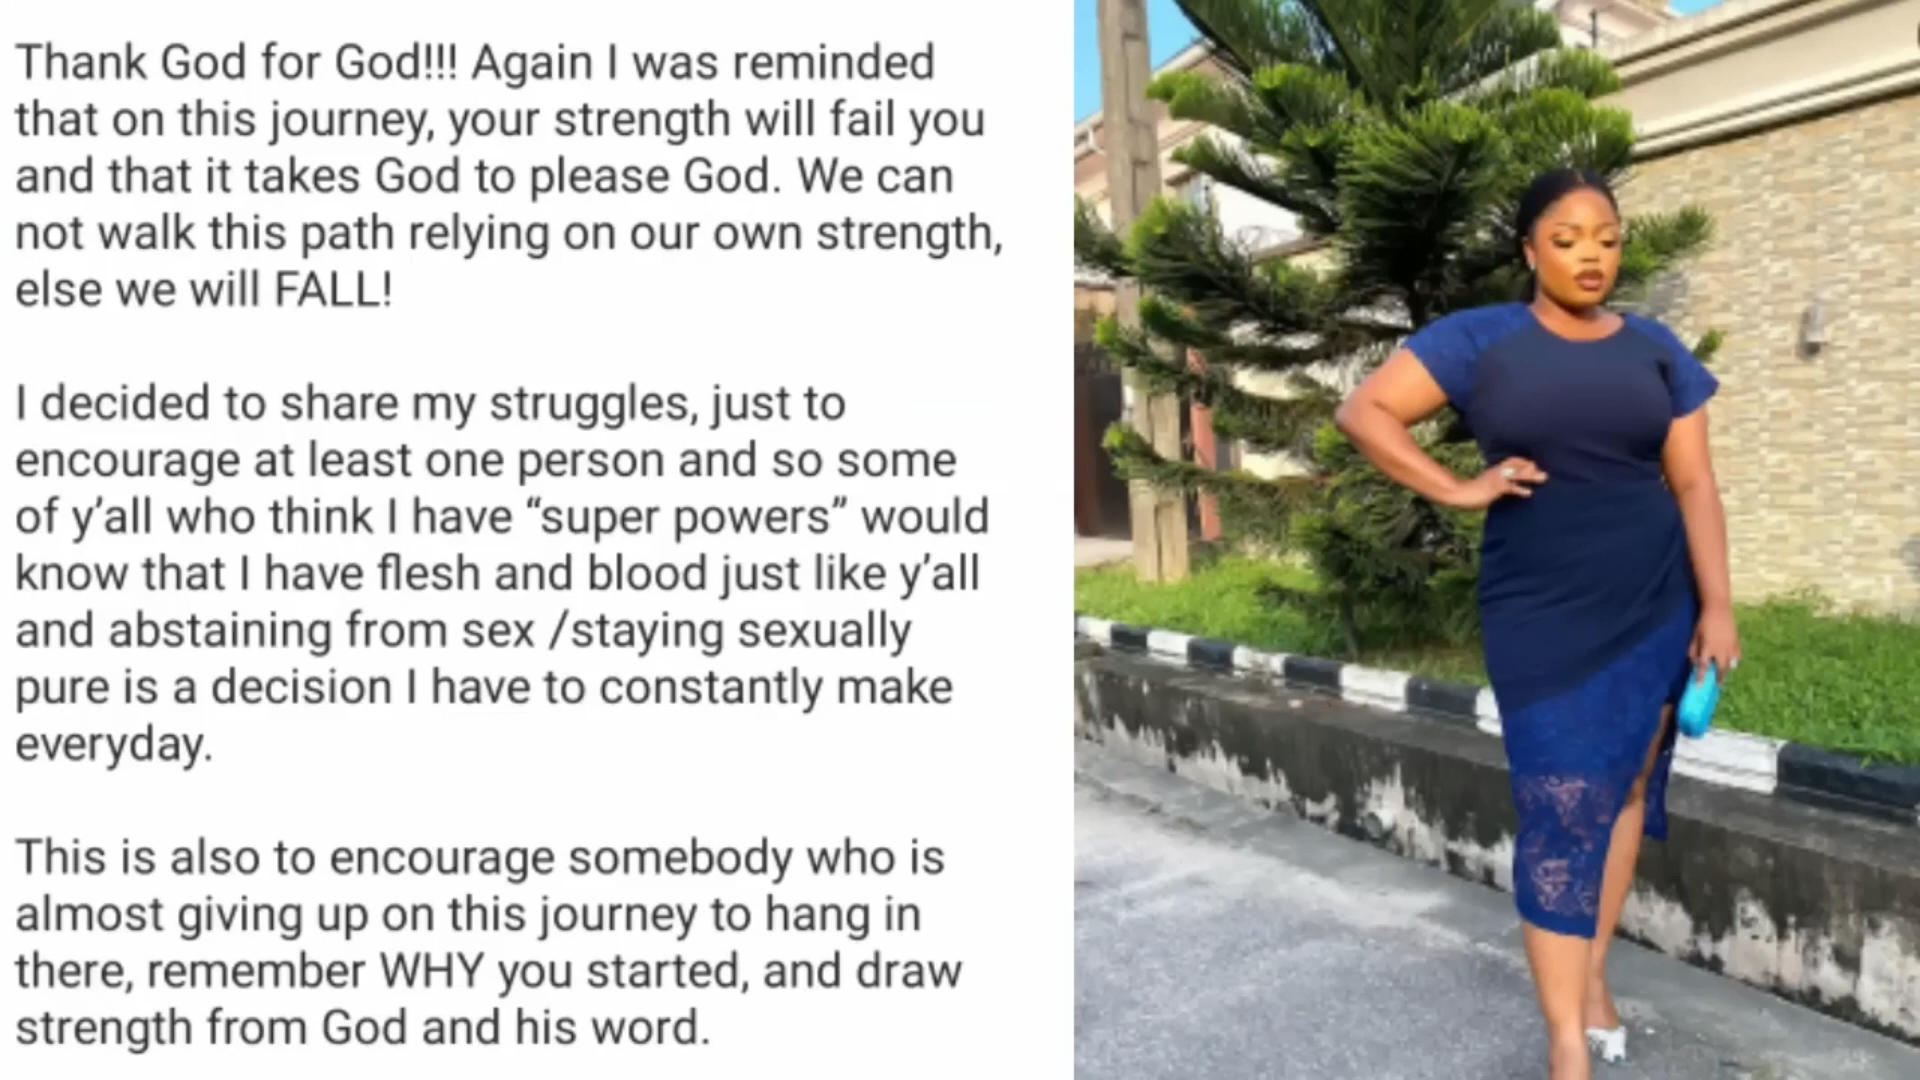 Thank God for God!!! Again I was reminded
that on this journey, your strength will fail you
and that it takes God to please God. We can
not walk this path relying on our own strength,
else we will FALL!
I decided to share my struggles, just to
encourage at least one person and so some
of y’all who think I have “super powers” would
know that I have flesh and blood just like y’all
and abstaining from sex /staying sexually
pure is a decision I have to constantly make
everyday.
This is also to encourage somebody who is
almost giving up on this journey to hang in
there, remember WHY you started, and draw
strength from God and his word.